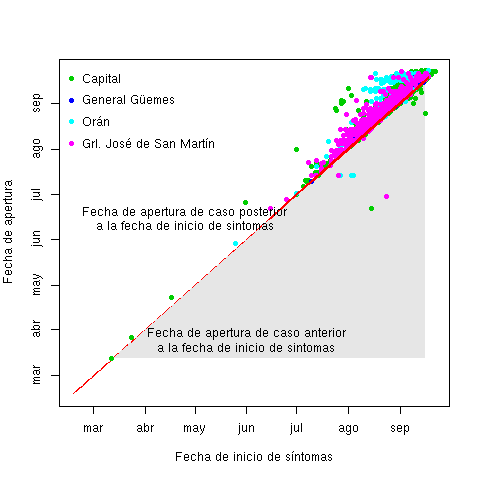 Capital
General Güemes
Orán
Grl. José de San Martín
Fecha de apertura de caso posterior
a la fecha de inicio de sintomas
Fecha de apertura de caso anterior
a la fecha de inicio de sintomas
Fecha de apertura
sep
ago
jul
jun
may
abr
mar
mar abr may jun jul ago sep
Fecha de inicio de síntomas